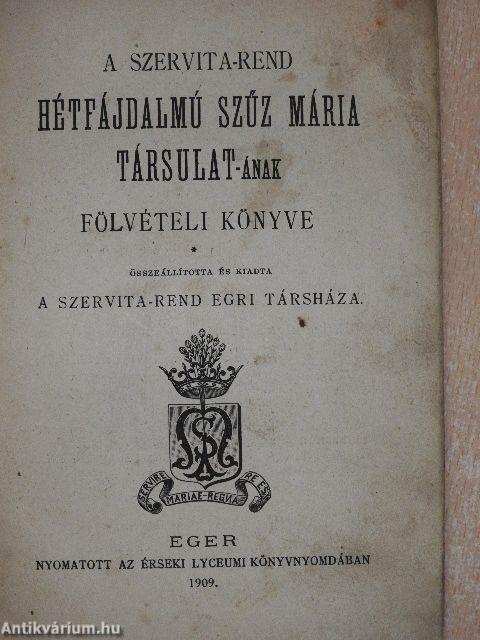 A SZERVITA-REND
HÉTFÁJDALMÚ SZŰZ MÁRIA
TÁRSULAT-ÁNAK
FÖLVÉTELI KÖNYVE
*
ÖSSZEÁLLÍTOTTA ÉS KIADTA
A SZERVITA-REND EGRI TÁRSHÁZA.
SERVIRE MARIAE-REGNARE ES
EGER
NYOMATOTT AZ ÉRSEKI LYCEUMI KÖNYVNYOMDÁBAN
1909.
Antikvárium.hu